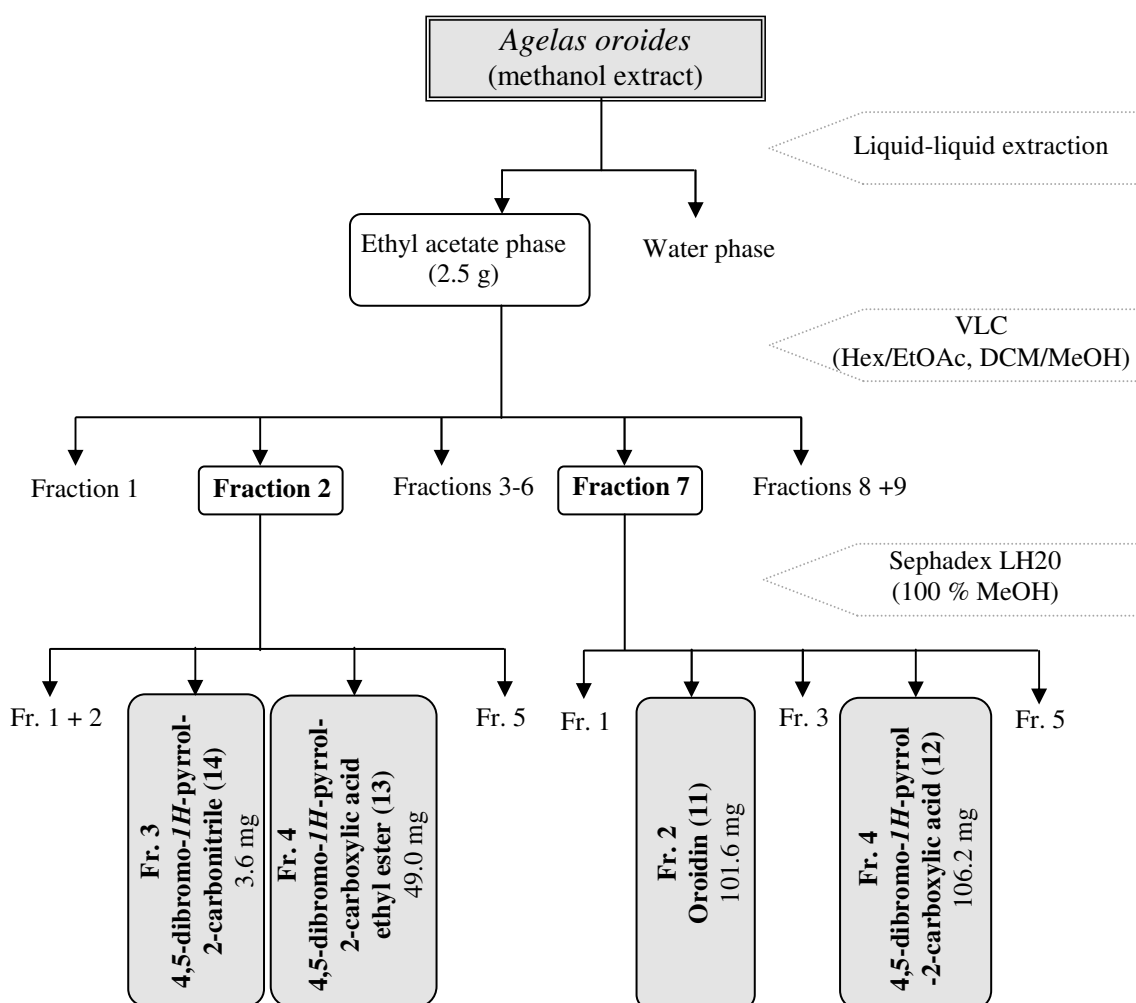 Agelas oroides
(methanol extract)
Liquid-liquid extraction
Ethyl acetate phase
(2.5 g)
Water phase
VLC
(Hex/EtOAc, DCM/MeOH)
Fraction 1
Fraction 2
Fractions 3-6
Fraction 7
Fractions 8 +9
Sephadex LH20
(100 % MeOH)
Fr. 1 + 2
Fr. 3
4,5-dibromo-1H-pyrrol-
2-carbonitrile (14)
3.6 mg
Fr. 4
4,5-dibromo-1H-pyrrol-
2-carboxylic acid
ethyl ester (13)
49.0 mg
Fr. 5
Fr. 1
Fr. 2
Oroidin (11)
101.6 mg
Fr. 3
Fr. 4
4,5-dibromo-1H-pyrrol
-2-carboxylic acid (12)
106.2 mg
Fr. 5